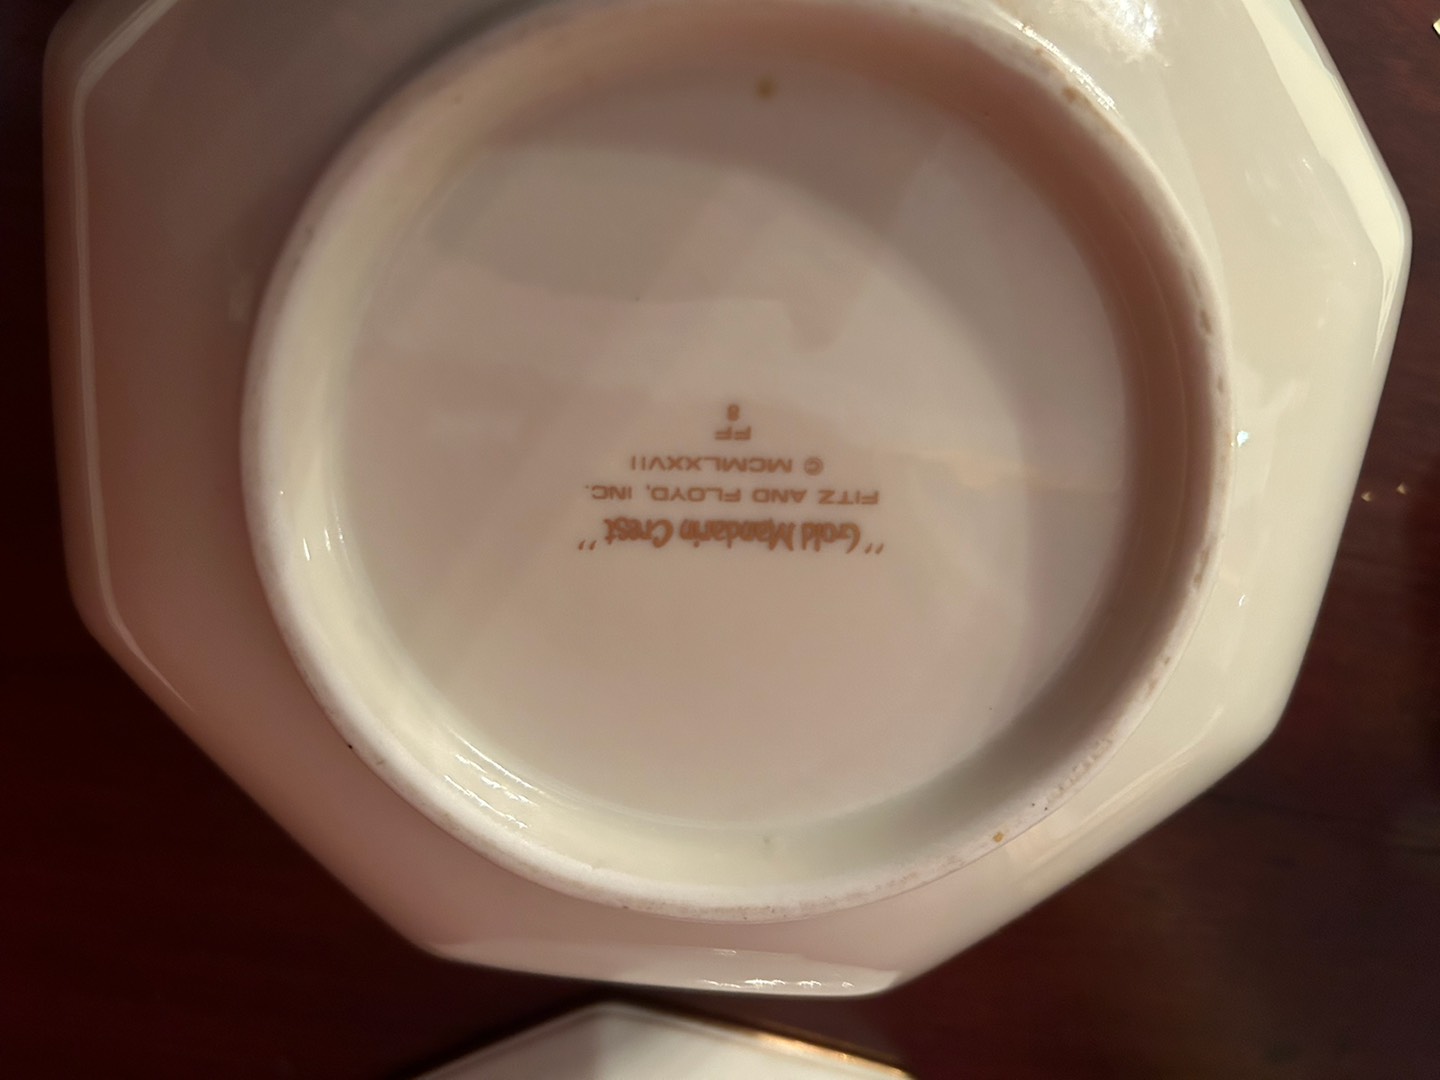 "Gold Mandarin Crest"
FITZ AND FLOYD, INC.
© MCMLXXVII
FF
8